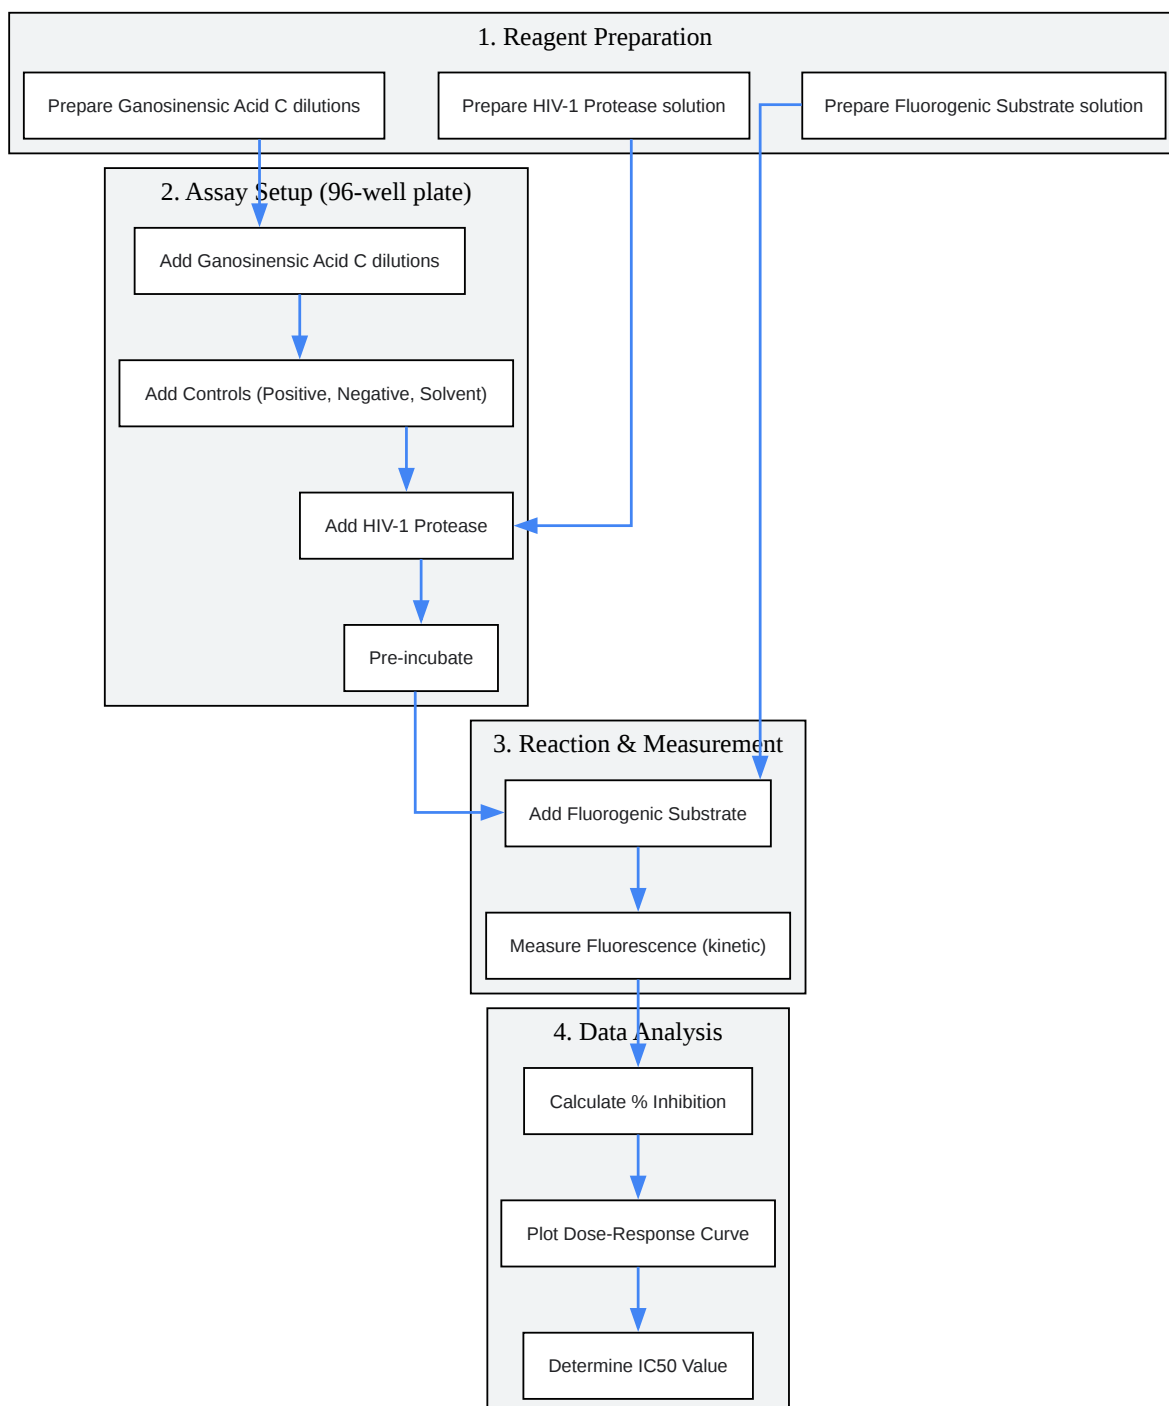 1. Reagent Preparation
Prepare Ganosinensic Acid C dilutions
Prepare HIV-1 Protease solution
Prepare Fluorogenic Substrate solution
2. Assay Setup (96-well plate)
Add Ganosinensic Acid C dilutions
Add Controls (Positive, Negative, Solvent)
Add HIV-1 Protease
Pre-incubate
3. Reaction & Measurement
Add Fluorogenic Substrate
Measure Fluorescence (kinetic)
4. Data Analysis
Calculate % Inhibition
Plot Dose-Response Curve
Determine IC50 Value